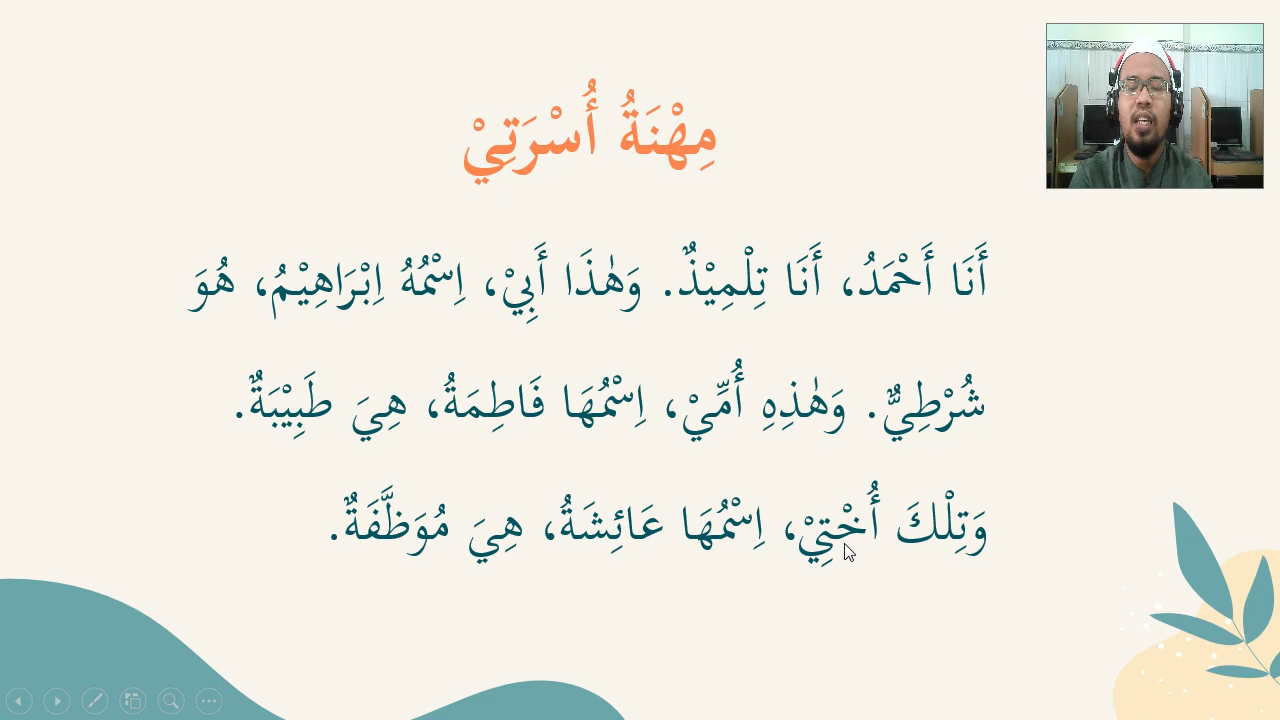 مِهْنَةُ أُسْرَتِيْ
أَنَا أَحْمَدُ، أَنَا تِلْمِيْذٌ. وَهٰذَا أَبِيْ، اِسْمُهُ اِبْرَاهِيْمُ، هُوَ
شُرْطِيٌّ. وَهٰذِهِ أُمِّيْ، اِسْمُهَا فَاطِمَةُ، هِيَ طَبِيْبَةٌ.
وَتِلْكَ أُخْتِيْ، اِسْمُهَا عَائِشَةُ، هِيَ مُوَظَّفَةٌ.